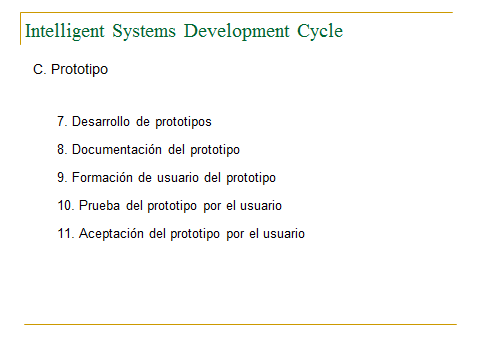 Intelligent Systems Development Cycle
C. Prototipo
7. Desarrollo de prototipos
8. Documentación del prototipo
9. Formación de usuario del prototipo
10. Prueba del prototipo por el usuario
11. Aceptación del prototipo por el usuario